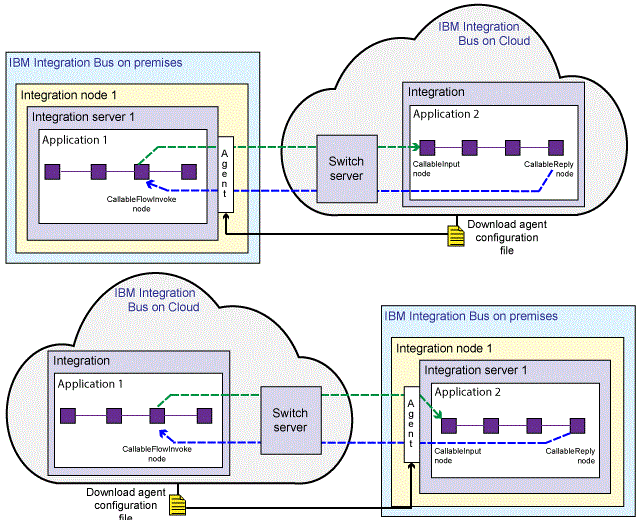 IBM Integration Bus on premises
Integration node 1
Integration server 1
Application 1
CallableFlowInvoke
node
Agent
IBM Integration
Bus on Cloud
Switch
server
Integration
Application 2
CallableInput
node
CallableReply
node
Download agent
configuration
file
IBM Integration
Bus on Cloud
Integration
Application 1
CallableFlowInvoke
node
Switch
server
Download agent
configuration
file
IBM Integration Bus on premises
Integration node 1
Integration server 1
Agent
Application 2
CallableInput
node
CallableReply
node